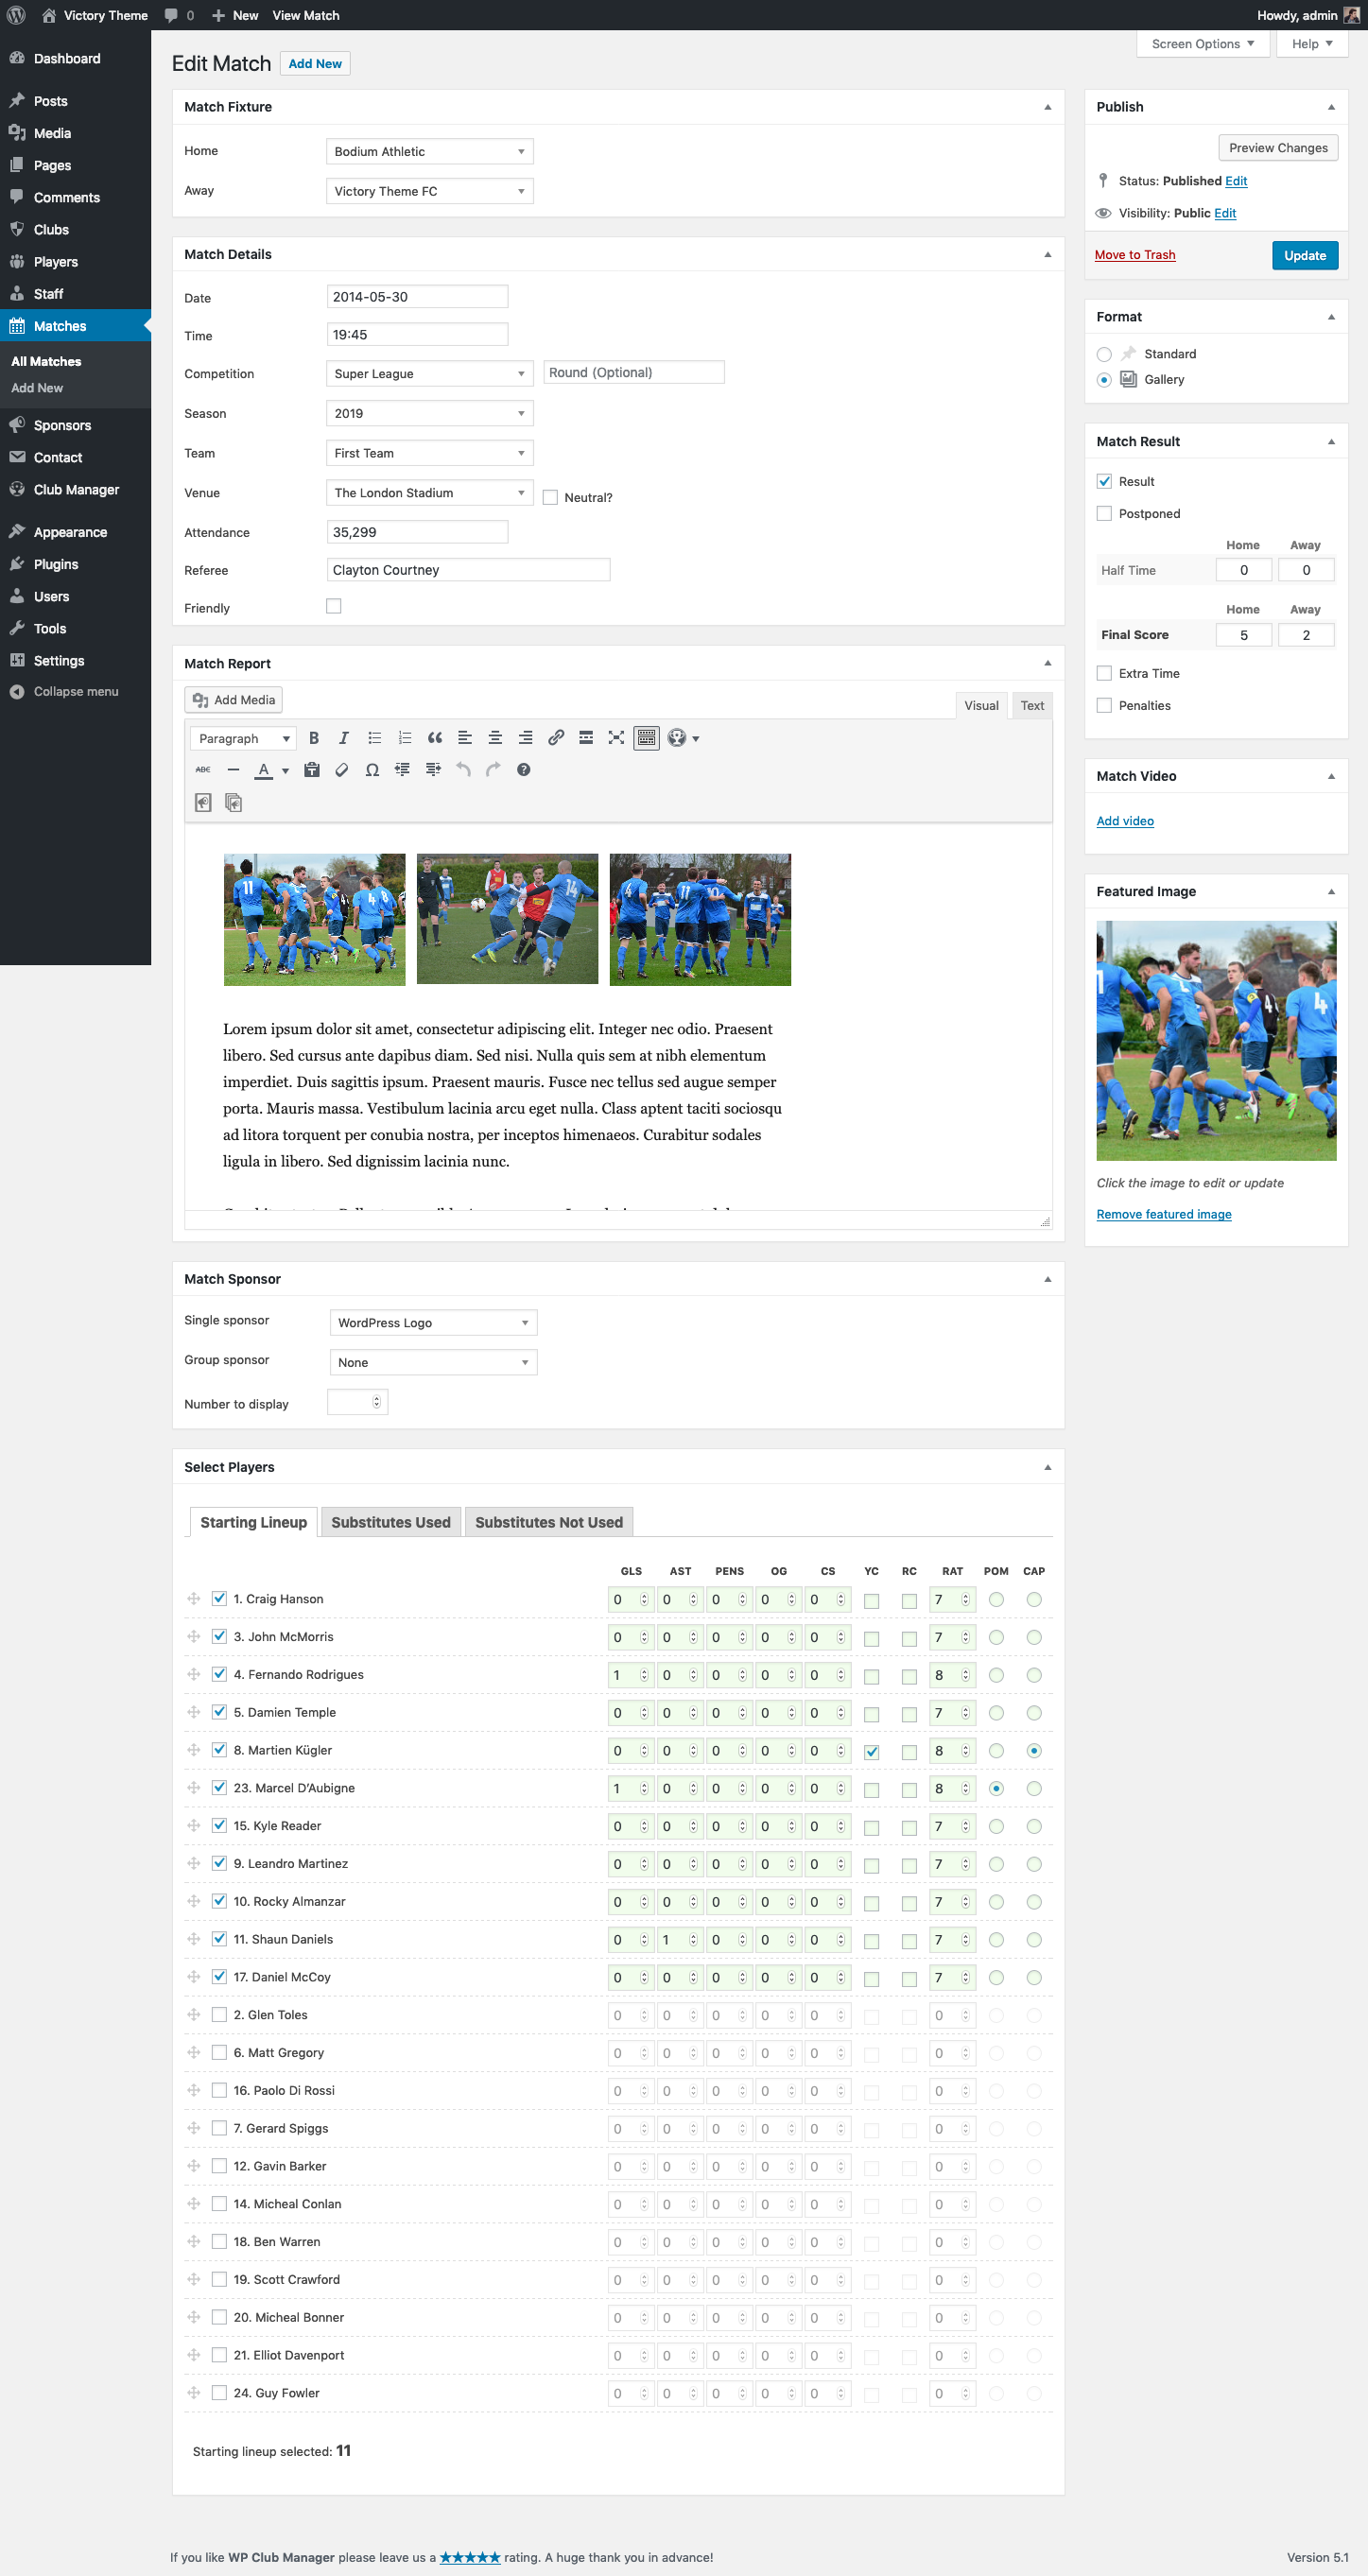 Victory Theme 0 New View Match Howdy, admin
Screen Options Help
Dashboard
Posts
Media
Pages
Comments
Clubs
Players
Staff
Matches
All Matches
Add New
Sponsors
Contact
Club Manager
Appearance
Plugins
Users
Tools
Settings
Collapse menu
Edit Match Add New
Match Fixture
Home Bodium Athletic
Away Victory Theme FC
Match Details
Date 2014-05-30
Time 19:45
Competition Super League Round (Optional)
Season 2019
Team First Team
Venue The London Stadium Neutral?
Attendance 35,299
Referee Clayton Courtney
Friendly
Match Report
Add Media Visual Text
Paragraph B I
ABC A Ω
Lorem ipsum dolor sit amet, consectetur adipiscing elit. Integer nec odio. Praesent
libero. Sed cursus ante dapibus diam. Sed nisi. Nulla quis sem at nibh elementum
imperdiet. Duis sagittis ipsum. Praesent mauris. Fusce nec tellus sed augue semper
porta. Mauris massa. Vestibulum lacinia arcu eget nulla. Class aptent taciti sociosqu
ad litora torquent per conubia nostra, per inceptos himenaeos. Curabitur sodales
ligula in libero. Sed dignissim lacinia nunc.
Match Sponsor
Single sponsor WordPress Logo
Group sponsor None
Number to display
Select Players
Starting Lineup Substitutes Used Substitutes Not Used
GLS AST PENS OG CS YC RC RAT POM CAP
1. Craig Hanson 0 0 0 0 0 7
3. John McMorris 0 0 0 0 0 7
4. Fernando Rodrigues 1 0 0 0 0 8
5. Damien Temple 0 0 0 0 0 7
8. Martien Kügler 0 0 0 0 0 8
23. Marcel D'Aubigne 1 0 0 0 0 8
15. Kyle Reader 0 0 0 0 0 7
9. Leandro Martinez 0 0 0 0 0 7
10. Rocky Almanzar 0 0 0 0 0 7
11. Shaun Daniels 0 1 0 0 0 7
17. Daniel McCoy 0 0 0 0 0 7
2. Glen Toles 0 0 0 0 0 0
6. Matt Gregory 0 0 0 0 0 0
16. Paolo Di Rossi 0 0 0 0 0 0
7. Gerard Spiggs 0 0 0 0 0 0
12. Gavin Barker 0 0 0 0 0 0
14. Micheal Conlan 0 0 0 0 0 0
18. Ben Warren 0 0 0 0 0 0
19. Scott Crawford 0 0 0 0 0 0
20. Micheal Bonner 0 0 0 0 0 0
21. Elliot Davenport 0 0 0 0 0 0
24. Guy Fowler 0 0 0 0 0 0
Starting lineup selected: 11
Publish
Preview Changes
Status: Published Edit
Visibility: Public Edit
Move to Trash Update
Format
Standard
Gallery
Match Result
Result
Postponed
Home Away
Half Time 0 0
Home Away
Final Score 5 2
Extra Time
Penalties
Match Video
Add video
Featured Image
Click the image to edit or update
Remove featured image
If you like WP Club Manager please leave us a ★★★★★ rating. A huge thank you in advance! Version 5.1